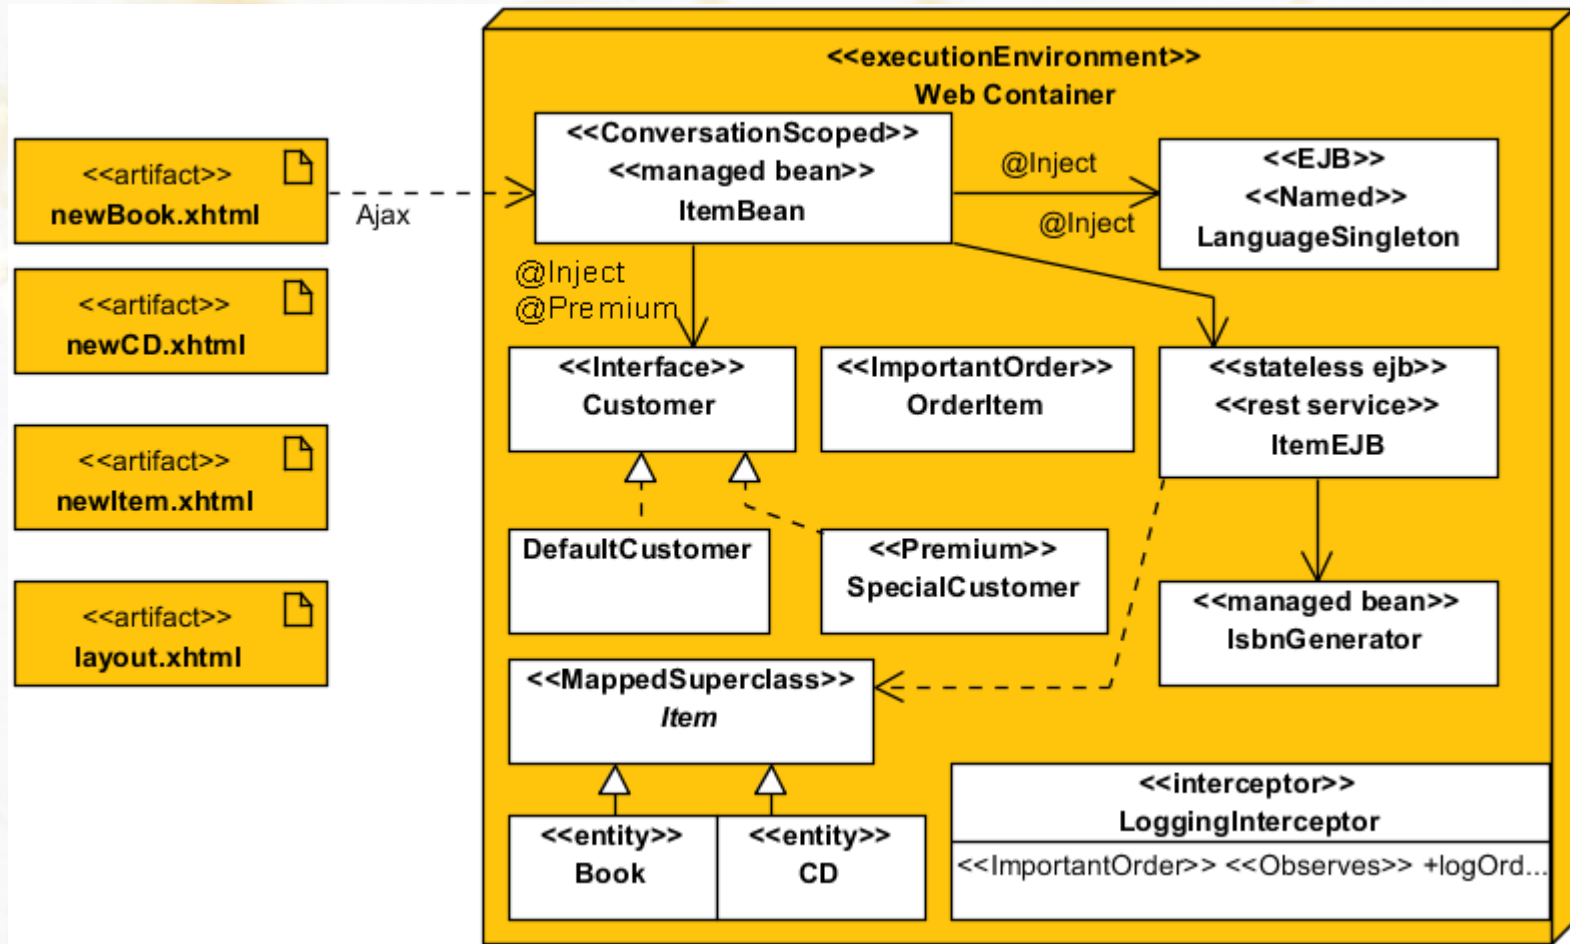 <<executionEnvironment>>
Web Container
<<artifact>>
newBook.xhtml
Ajax
<<artifact>>
newCD.xhtml
<<artifact>>
newItem.xhtml
<<artifact>>
layout.xhtml
<<ConversationScoped>>
<<managed bean>>
ItemBean
@Inject
@Inject
<<EJB>>
<<Named>>
LanguageSingleton
@Inject
@Premium
<<Interface>>
Customer
<<ImportantOrder>>
OrderItem
<<stateless ejb>>
<<rest service>>
ItemEJB
DefaultCustomer
<<Premium>>
SpecialCustomer
<<managed bean>>
IsbnGenerator
<<MappedSuperclass>>
Item
<<entity>>
Book
<<entity>>
CD
<<interceptor>>
LoggingInterceptor
<<ImportantOrder>> <<Observes>> +logOrd...